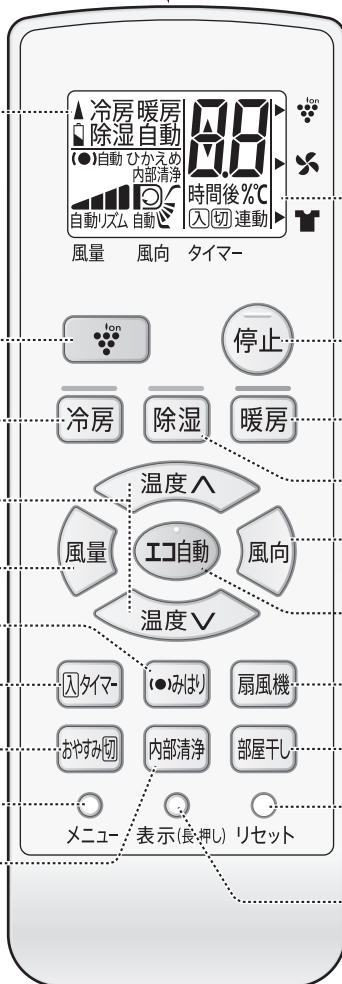 冷房 暖房
除湿 自動
(●)自動 ひかえめ
内部清浄
8.8
時間後%℃
自動リズム 自動 入 切 連動
ion
風量 風向 タイマー
ion
停止
冷房 除湿 暖房
温度
風量 エコ自動 風向
温度
入タイマー (●)みはり 扇風機
おやすみ切 内部清浄 部屋干し
メニュー 表示(長押し) リセット